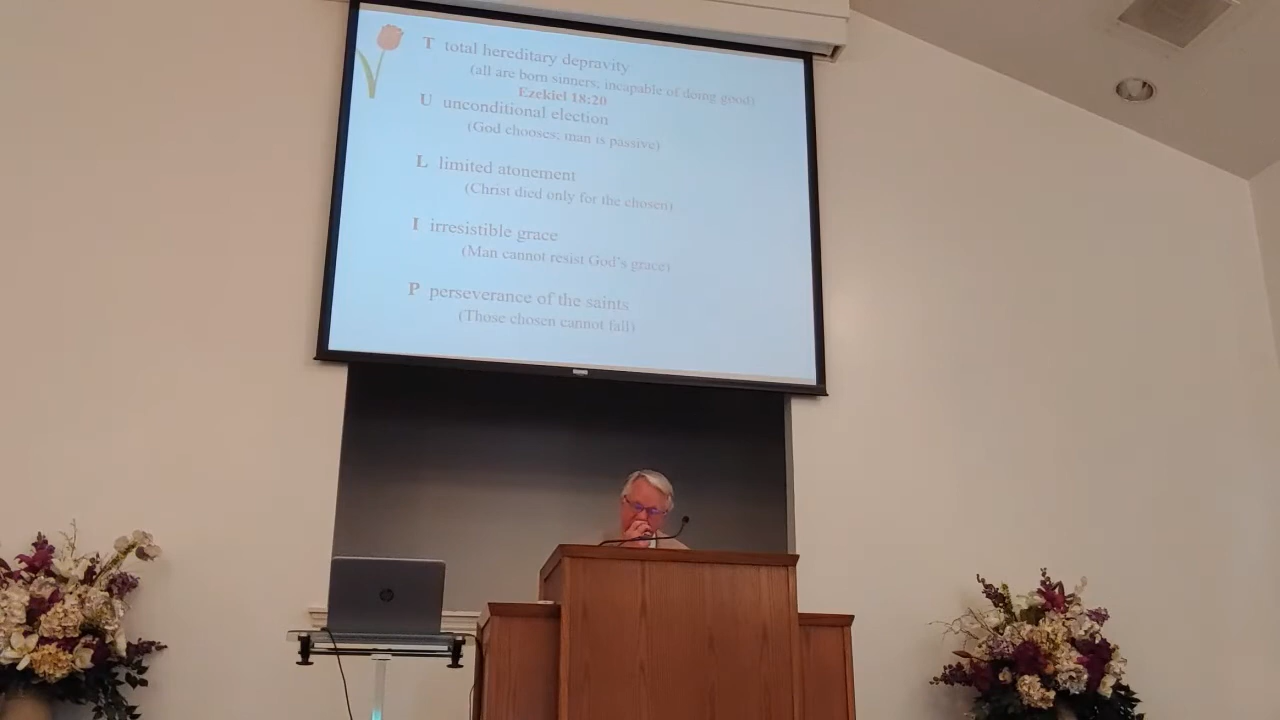 T total hereditary depravity
(all are born sinners; incapable of doing good)
Ezekiel 18:20
U unconditional election
(God chooses; man is passive)
L limited atonement
(Christ died only for the chosen)
I irresistible grace
(Man cannot resist God's grace)
P perseverance of the saints
(Those chosen cannot fall)
hp